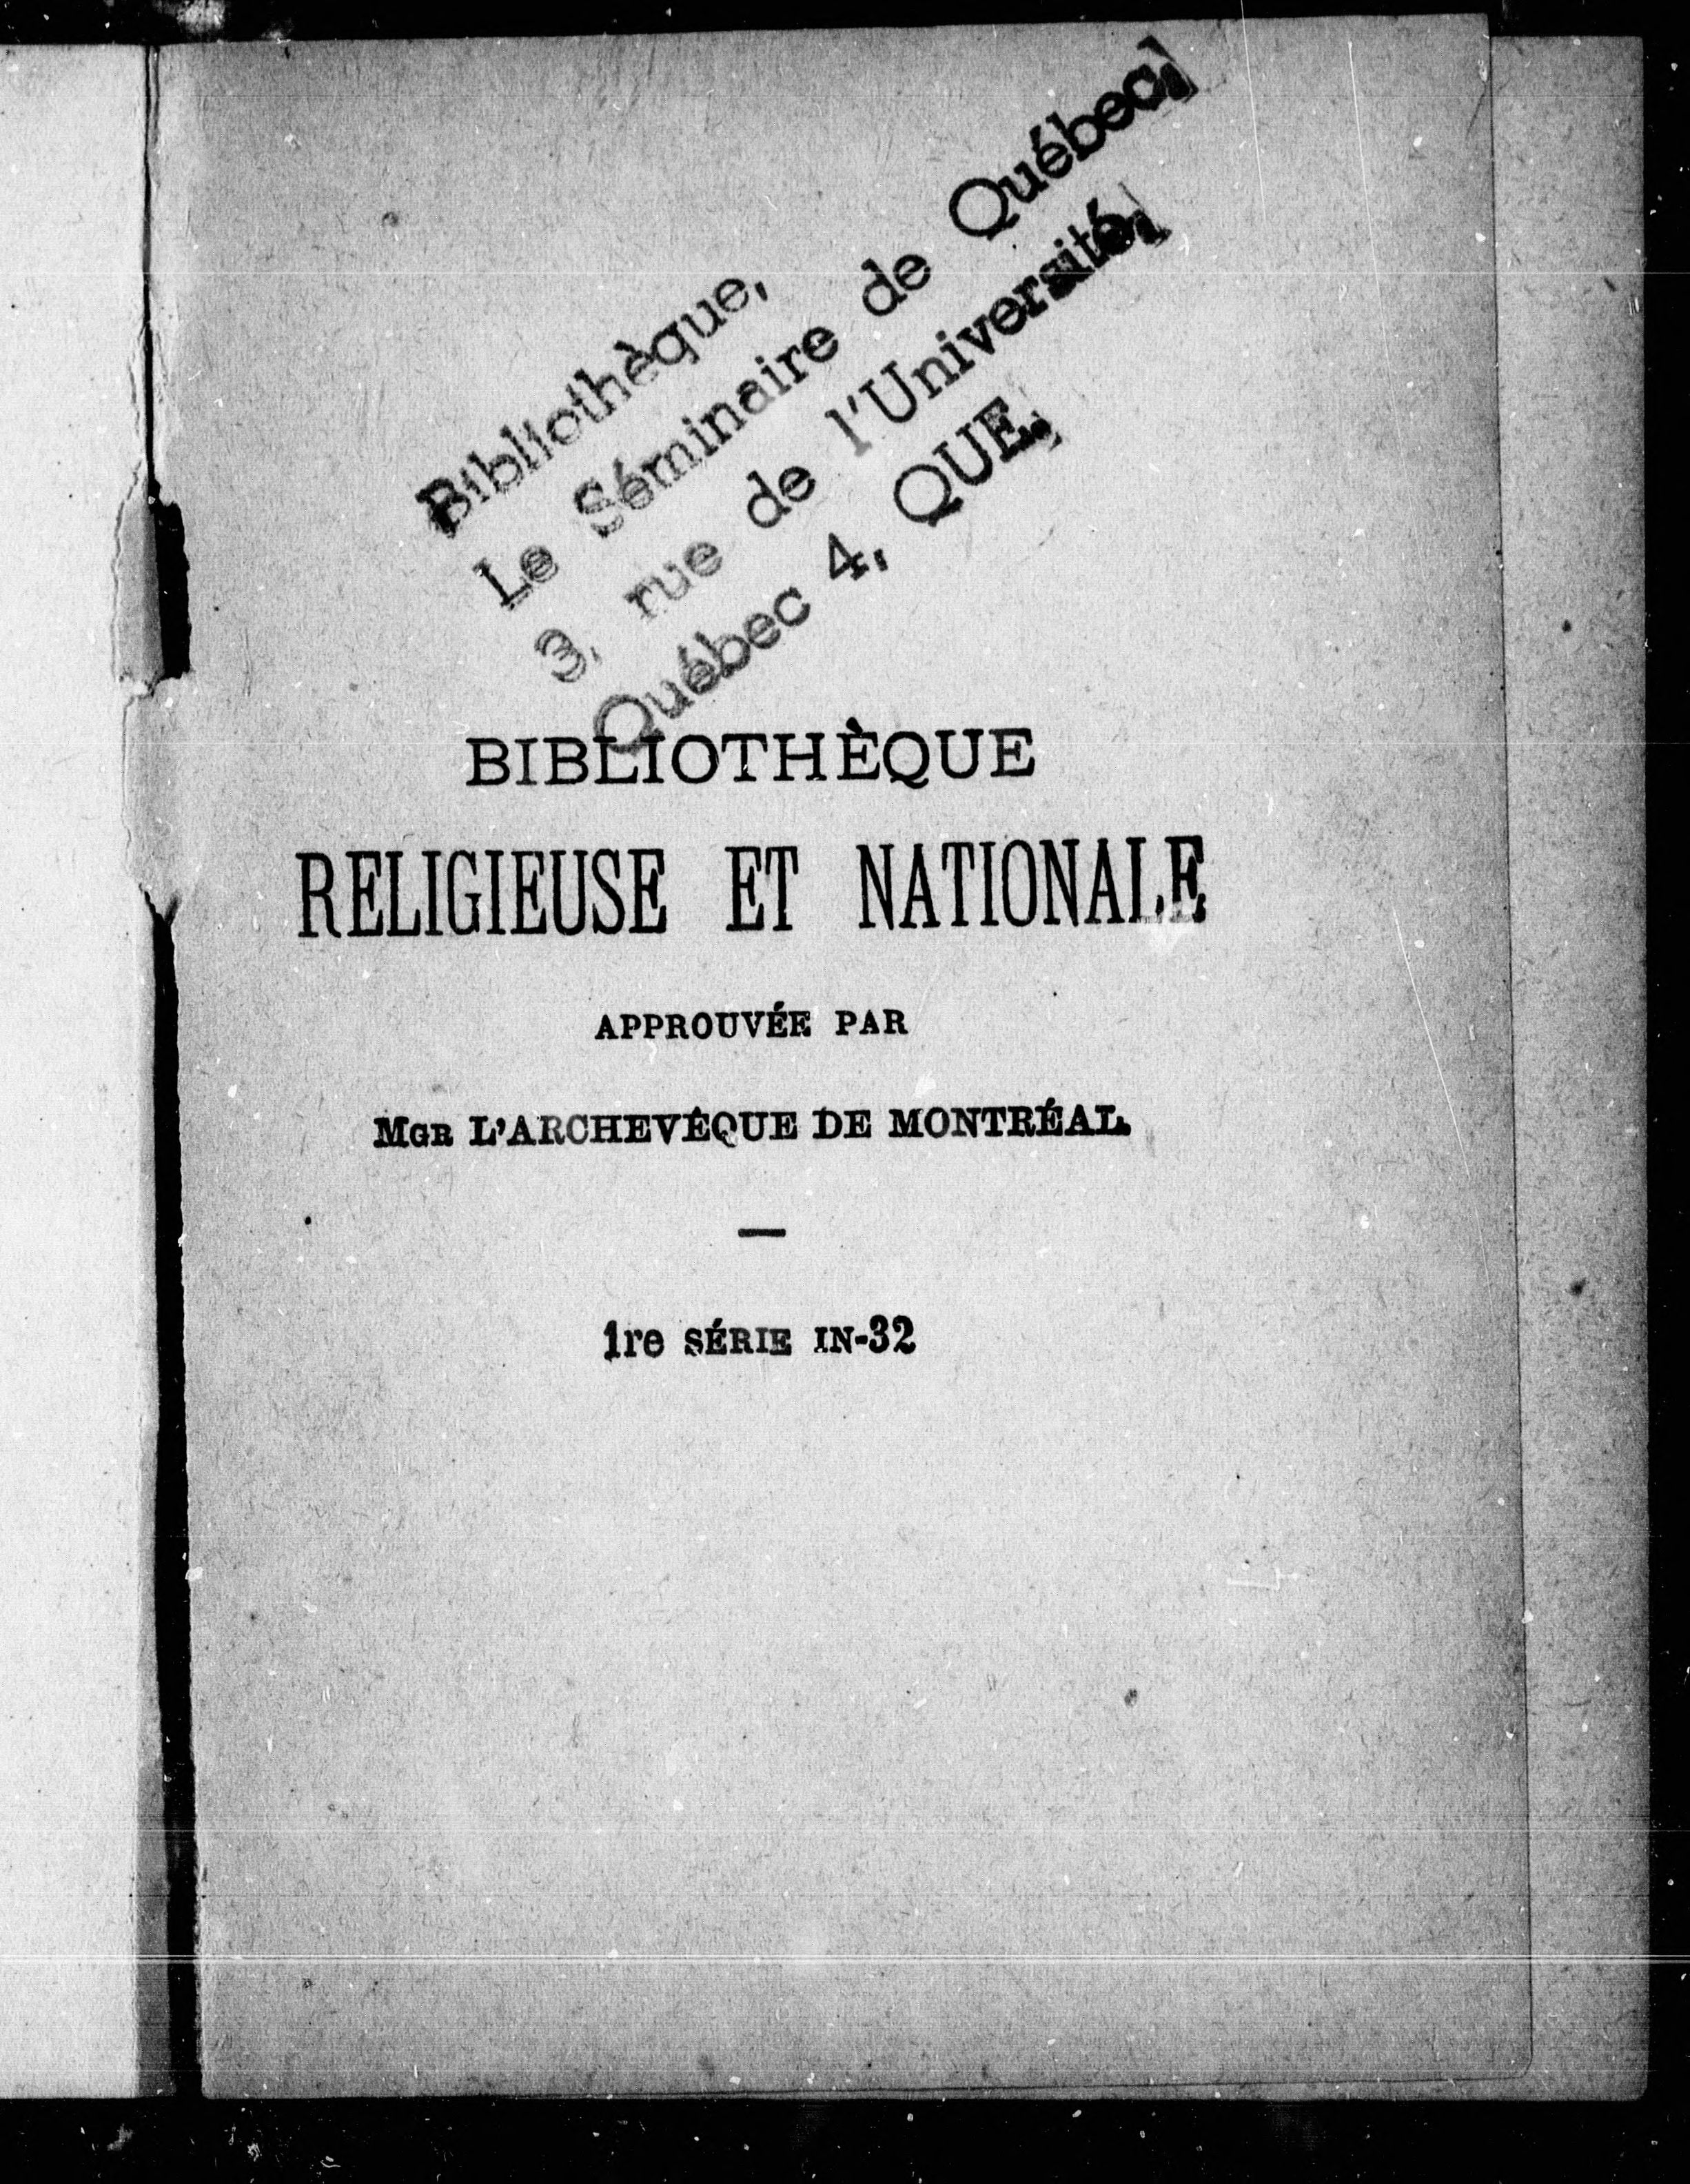 Bibliothèque,
Le Séminaire de Québec,
3, rue de l'Université,
Québec 4, QUE.
BIBLIOTHÈQUE
RELIGIEUSE ET NATIONALE
APPROUVÉE PAR
MGR L'ARCHEVÊQUE DE MONTRÉAL
—
1re SÉRIE IN-32